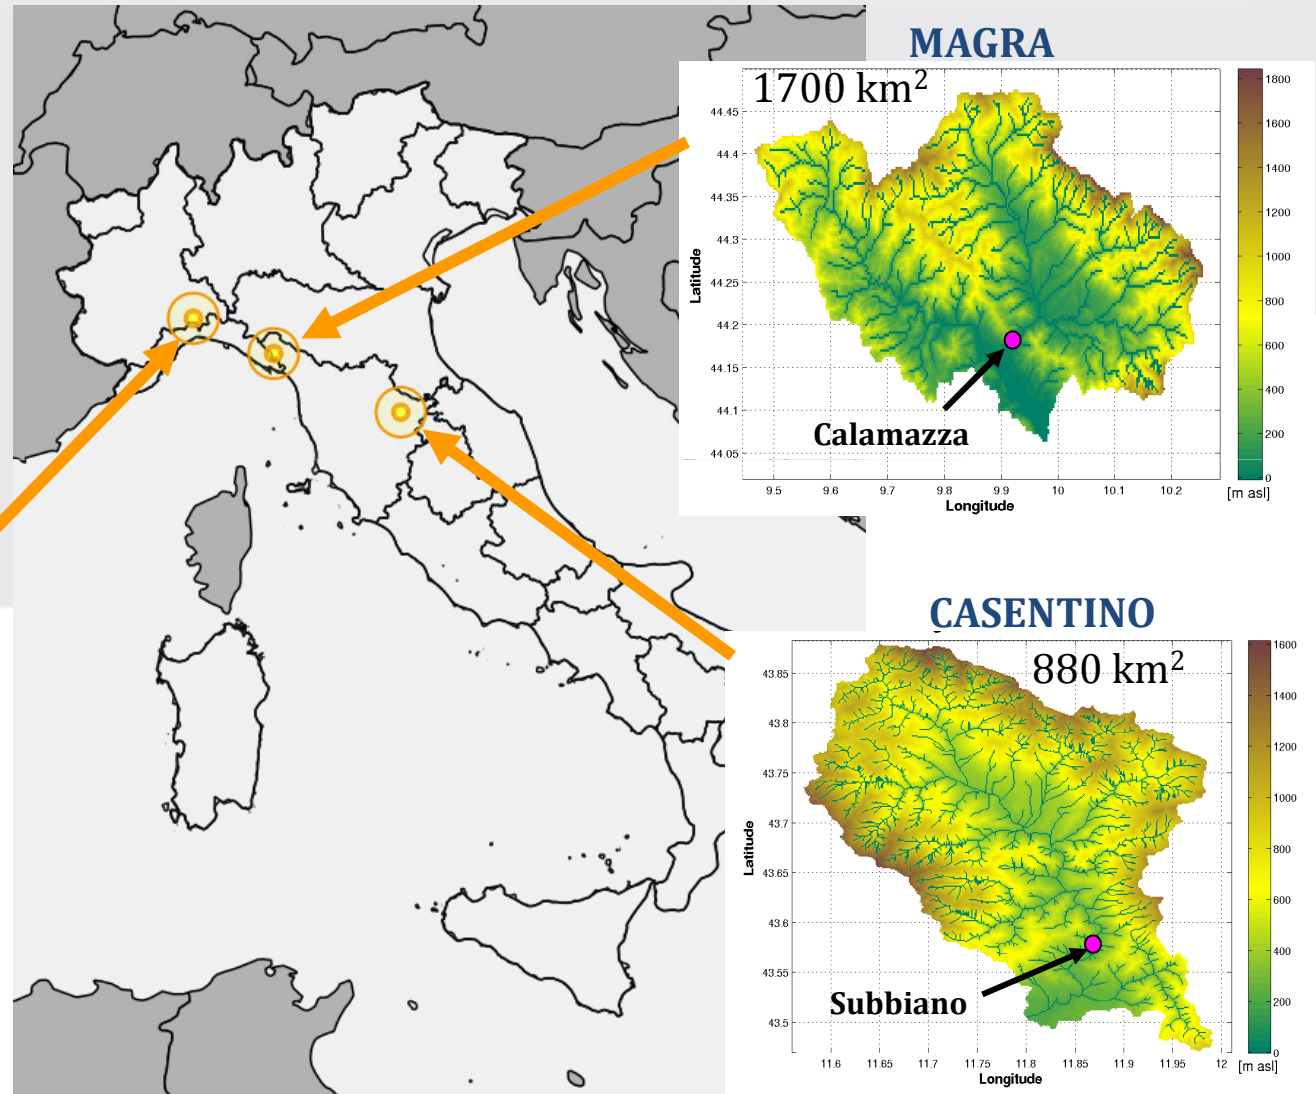 MAGRA
1700 km²
44.45
44.4
44.35
44.3
44.25
44.2
44.15
44.1
44.05
Latitude
9.5 9.6 9.7 9.8 9.9 10 10.1 10.2
Longitude
Calamazza
1800
1600
1400
1200
1000
800
600
400
200
0
[m asl]
CASENTINO
880 km²
43.85
43.8
43.75
43.7
43.65
43.6
43.55
43.5
Latitude
11.6 11.65 11.7 11.75 11.8 11.85 11.9 11.95 12
Longitude
Subbiano
1600
1400
1200
1000
800
600
400
200
0
[m asl]